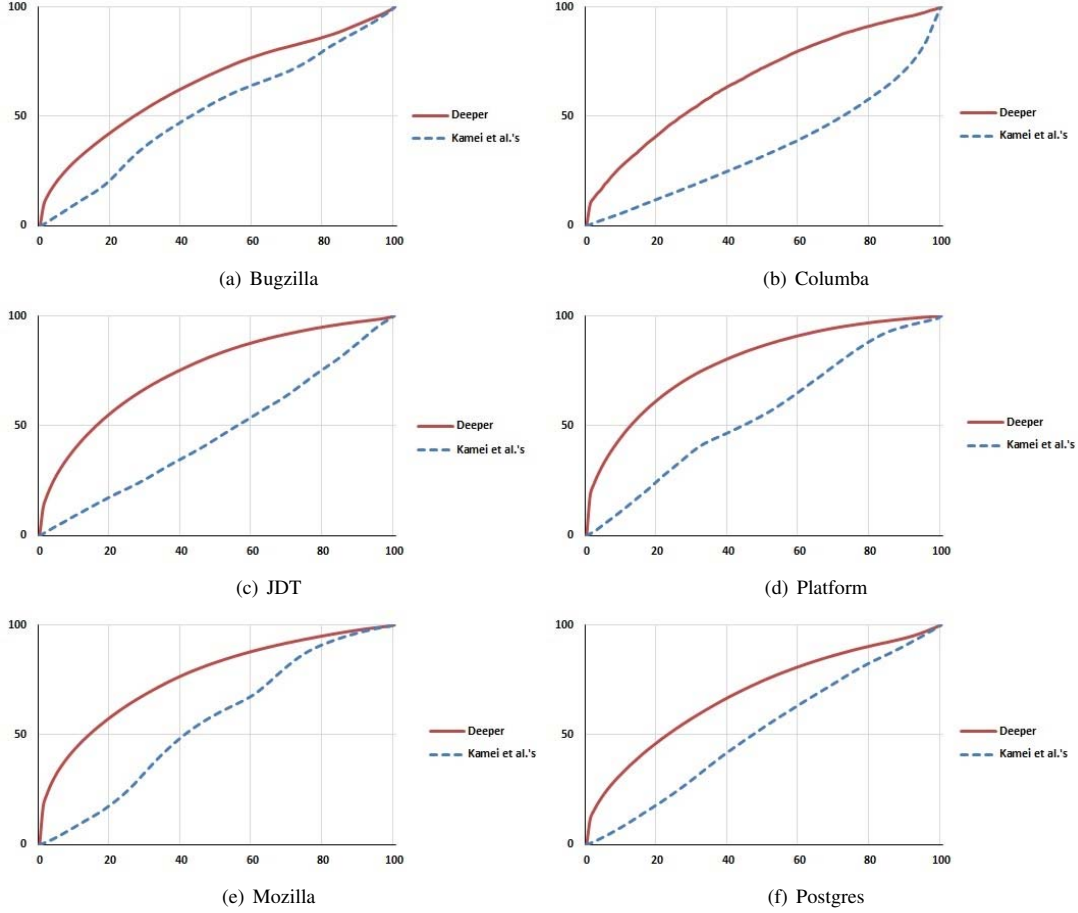 100
50
0
0 20 40 60 80 100
Deeper
Kamei et al.'s
(a) Bugzilla
100
50
0
0 20 40 60 80 100
Deeper
Kamei et al.'s
(b) Columba
100
50
0
0 20 40 60 80 100
Deeper
Kamei et al.'s
(c) JDT
100
50
0
0 20 40 60 80 100
Deeper
Kamei et al.'s
(d) Platform
100
50
0
0 20 40 60 80 100
Deeper
Kamei et al.'s
(e) Mozilla
100
50
0
0 20 40 60 80 100
Deeper
Kamei et al.'s
(f) Postgres